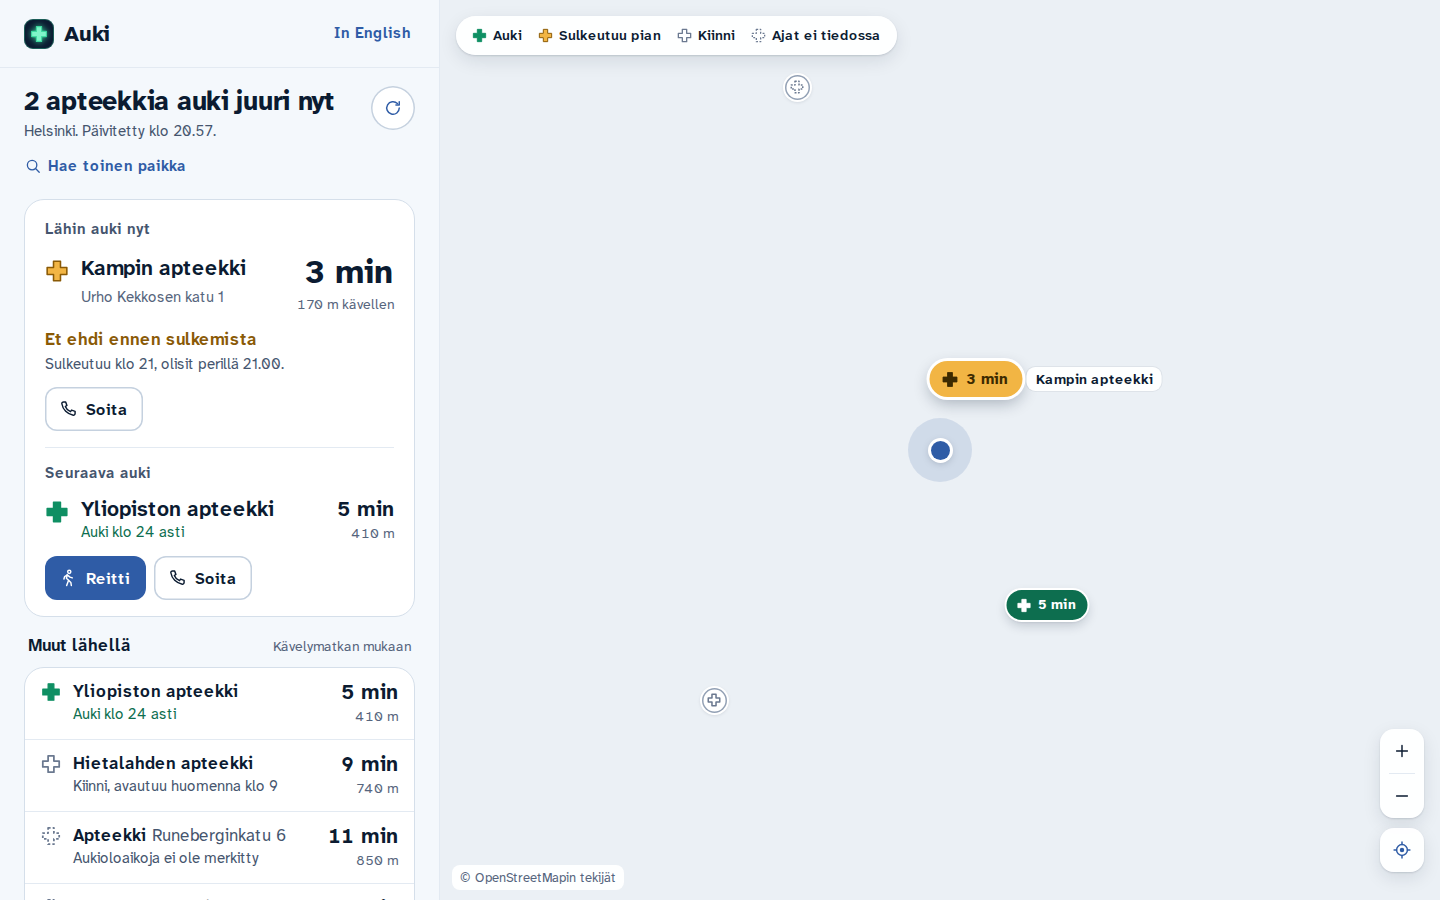 Auki
In English
2 apteekkia auki juuri nyt
Helsinki. Päivitetty klo 20.57.
Hae toinen paikka
Lähin auki nyt
Kampin apteekki
3 min
Urho Kekkosen katu 1
170 m kävellen
Et ehdi ennen sulkemista
Sulkeutuu klo 21, olisit perillä 21.00.
Soita
Seuraava auki
Yliopiston apteekki
5 min
Auki klo 24 asti
410 m
Reitti
Soita
Muut lähellä
Kävelymatkan mukaan
Yliopiston apteekki
5 min
Auki klo 24 asti
410 m
Hietalahden apteekki
9 min
Kiinni, avautuu huomenna klo 9
740 m
Apteekki Runeberginkatu 6
11 min
Aukioloaikoja ei ole merkitty
850 m
Auki
Sulkeutuu pian
Kiinni
Ajat ei tiedossa
3 min
Kampin apteekki
5 min
+
−
© OpenStreetMapin tekijät